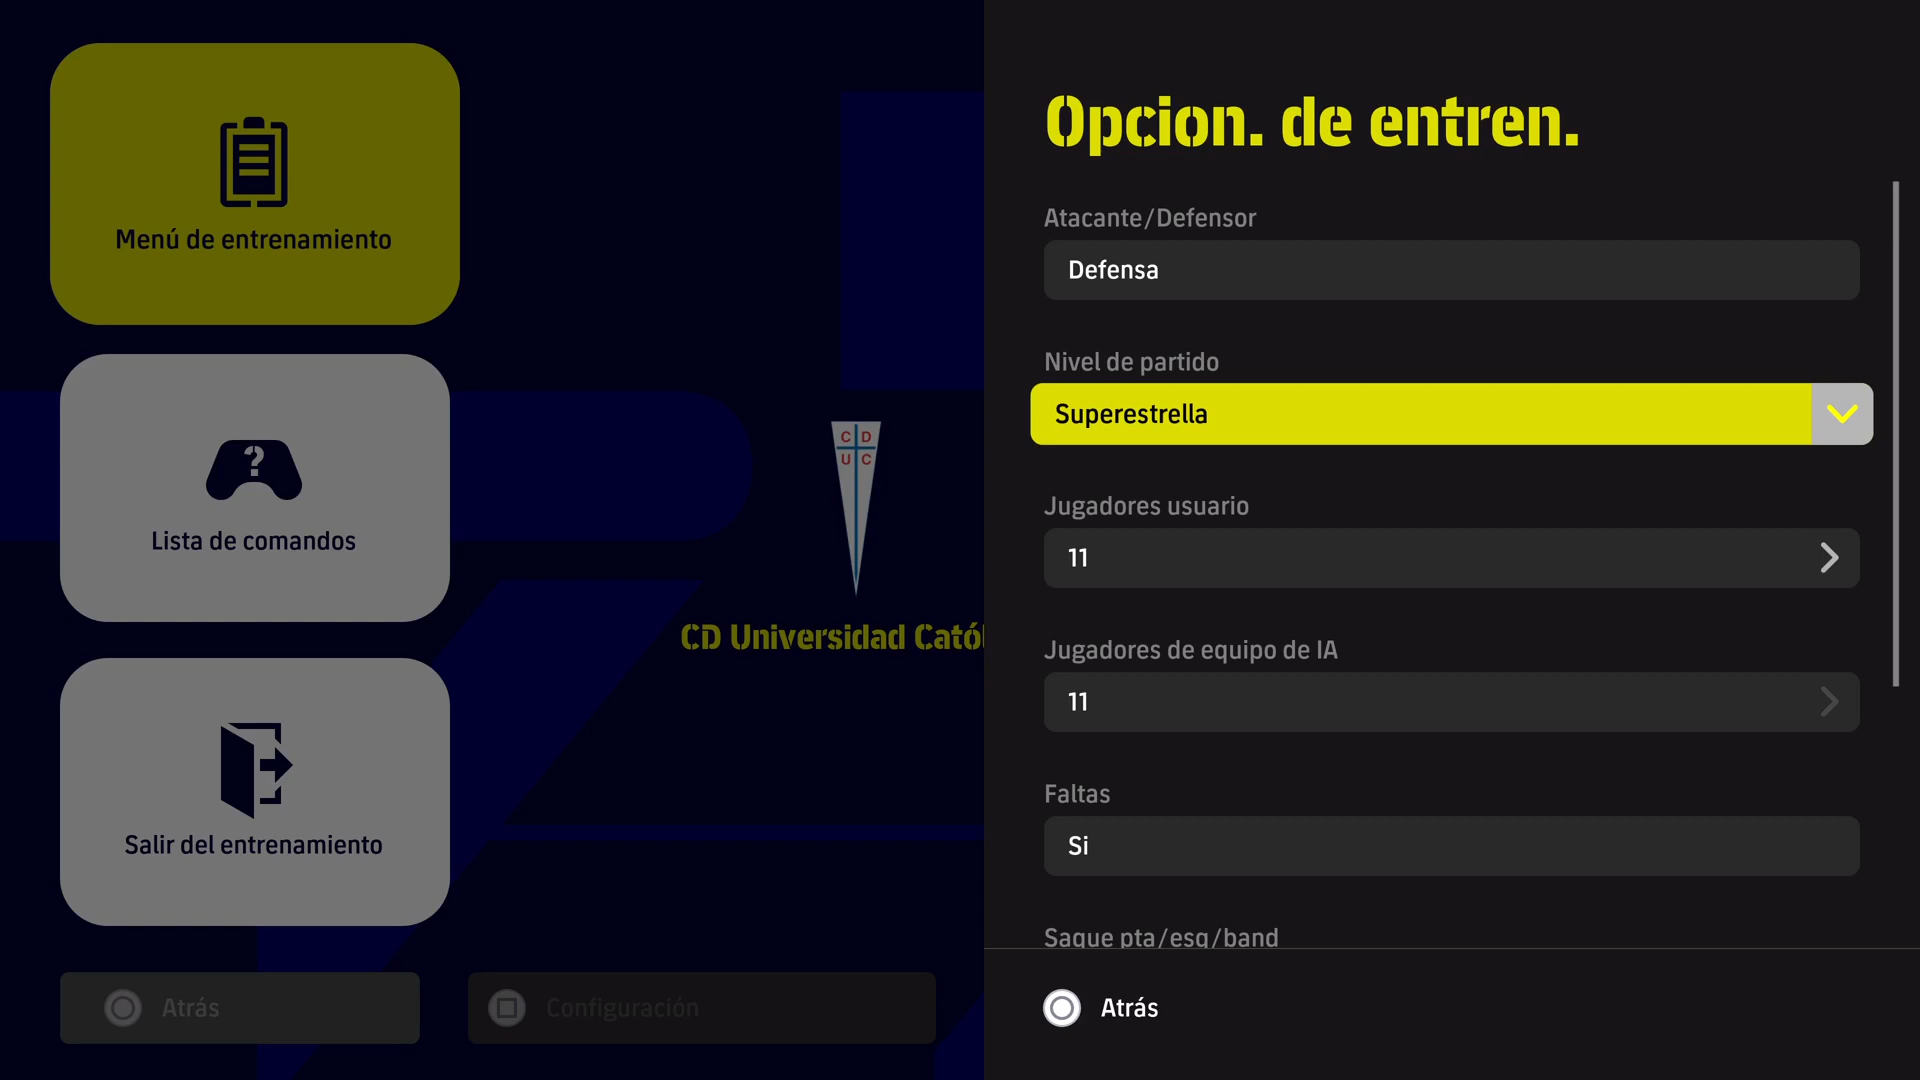 Menú de entrenamiento
Lista de comandos
Salir del entrenamiento
Atrás
Configuración
C D
U C
CD Universidad Catól
Opcion. de entren.
Atacante/Defensor
Defensa
Nivel de partido
Superestrella
Jugadores usuario
11
Jugadores de equipo de IA
11
Faltas
Si
Saque pta/esq/band
Atrás